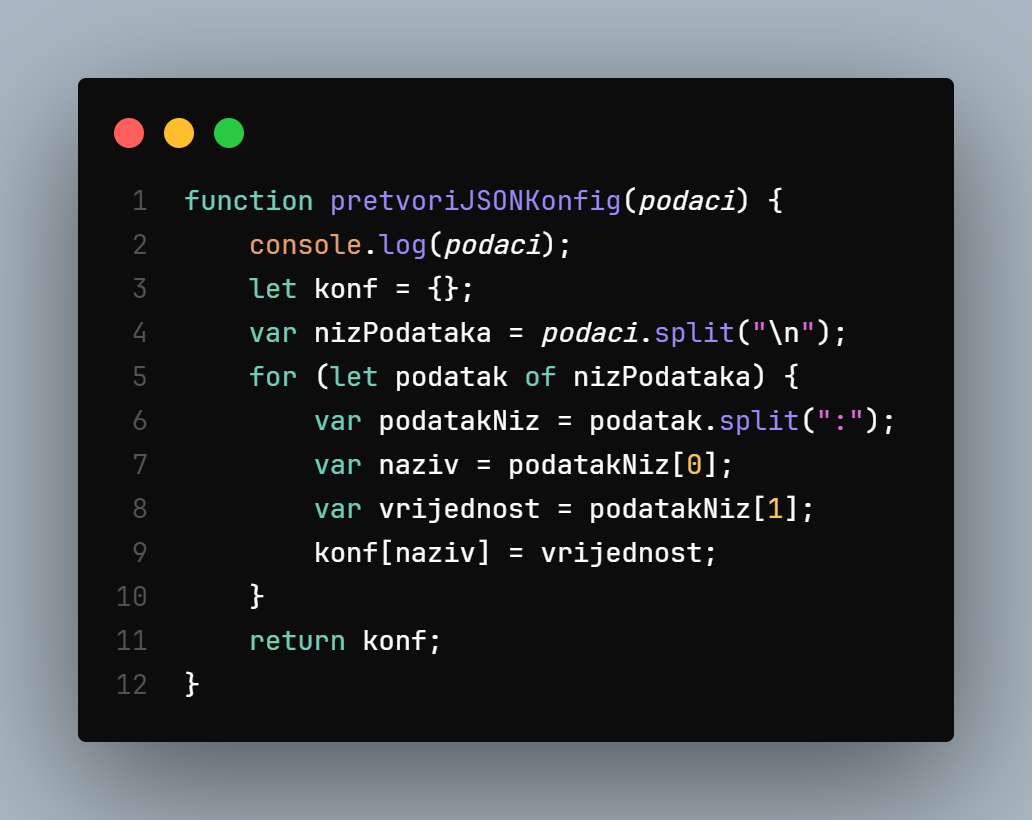 1 function pretvoriJSONKonfig(podaci) {
2     console.log(podaci);
3     let konf = {};
4     var nizPodataka = podaci.split("\n");
5     for (let podatak of nizPodataka) {
6         var podatakNiz = podatak.split(":");
7         var naziv = podatakNiz[0];
8         var vrijednost = podatakNiz[1];
9         konf[naziv] = vrijednost;
10     }
11     return konf;
12 }